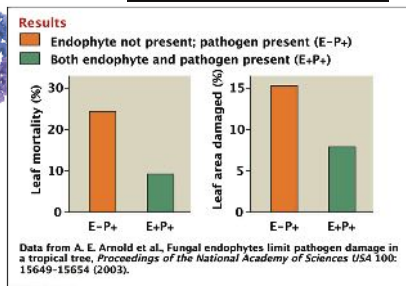 Results
Endophyte not present; pathogen present (E–P+)
Both endophyte and pathogen present (E+P+)
Leaf mortality (%)
30
20
10
0
E–P+
E+P+
Leaf area damaged (%)
15
10
5
0
E–P+
E+P+
Data from A. E. Arnold et al., Fungal endophytes limit pathogen damage in
a tropical tree, Proceedings of the National Academy of Sciences USA 100:
15649-15654 (2003).